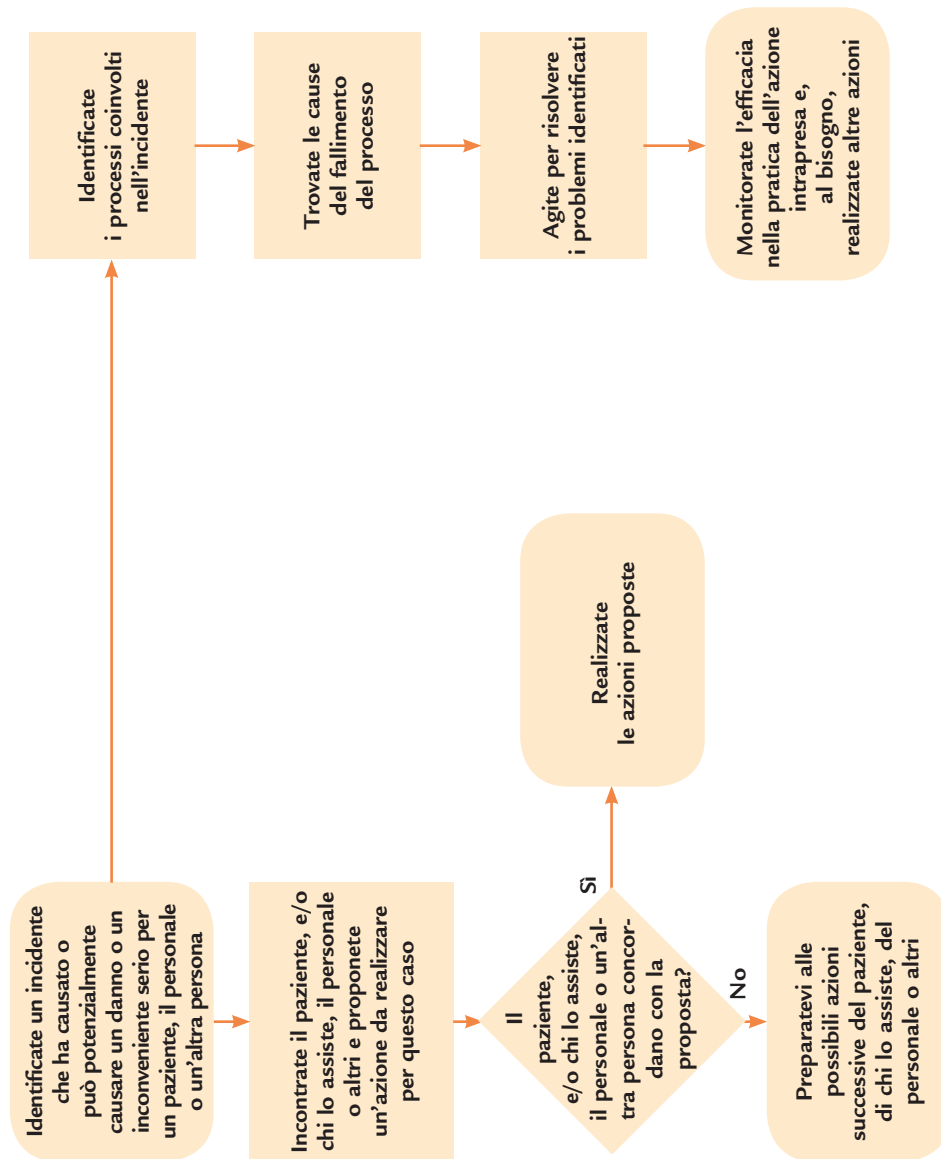 Identificate un incidente
che ha causato o
può potenzialmente
causare un danno o un
inconveniente serio per
un paziente, il personale
o un'altra persona
Incontrate il paziente, e/o
chi lo assiste, il personale
o altri e proponete
un'azione da realizzare
per questo caso
Il
paziente,
e/o chi lo assiste,
il personale o un'al-
tra persona concor-
dano con la
proposta?
Sì
No
Realizzate
le azioni proposte
Preparatevi alle
possibili azioni
successive del paziente,
di chi lo assiste, del
personale o altri
Identificate
i processi coinvolti
nell'incidente
Trovate le cause
del fallimento
del processo
Agite per risolvere
i problemi identificati
Monitorate l'efficacia
nella pratica dell'azione
intrapresa e,
al bisogno,
realizzate altre azioni